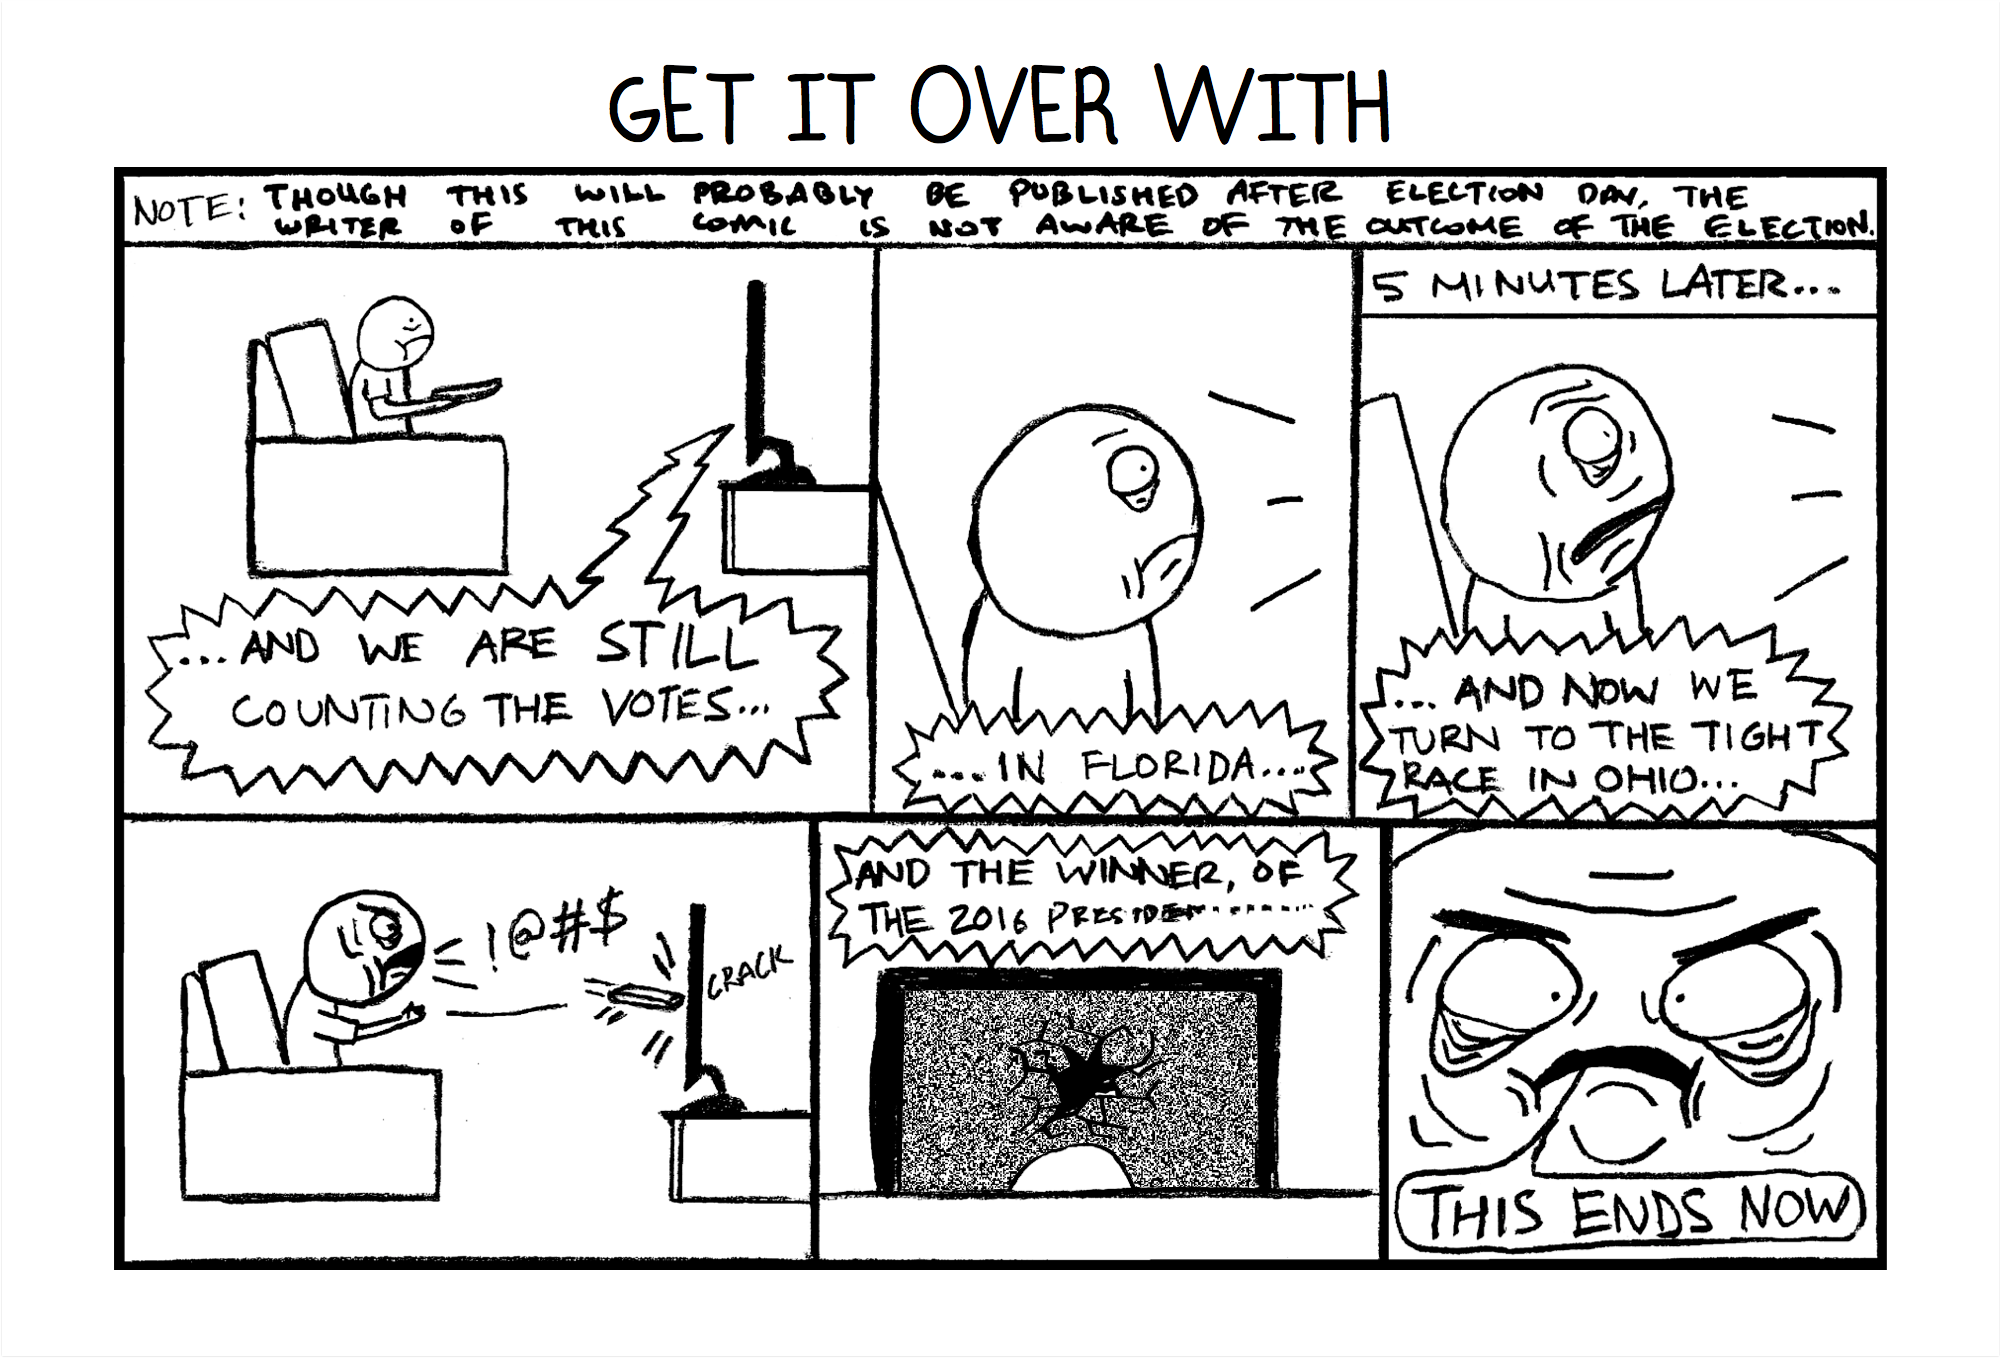 GET IT OVER WITH
NOTE: THOUGH THIS WILL PROBABLY BE PUBLISHED AFTER ELECTION DAY, THE
WRITER OF THIS COMIC IS NOT AWARE OF THE OUTCOME OF THE ELECTION.
...AND WE ARE STILL
COUNTING THE VOTES...
...IN FLORIDA....
5 MINUTES LATER...
... AND NOW WE
TURN TO THE TIGHT
RACE IN OHIO...
!@#$
CRACK
AND THE WINNER, OF
THE 2016 PRESIDEN........
THIS ENDS NOW